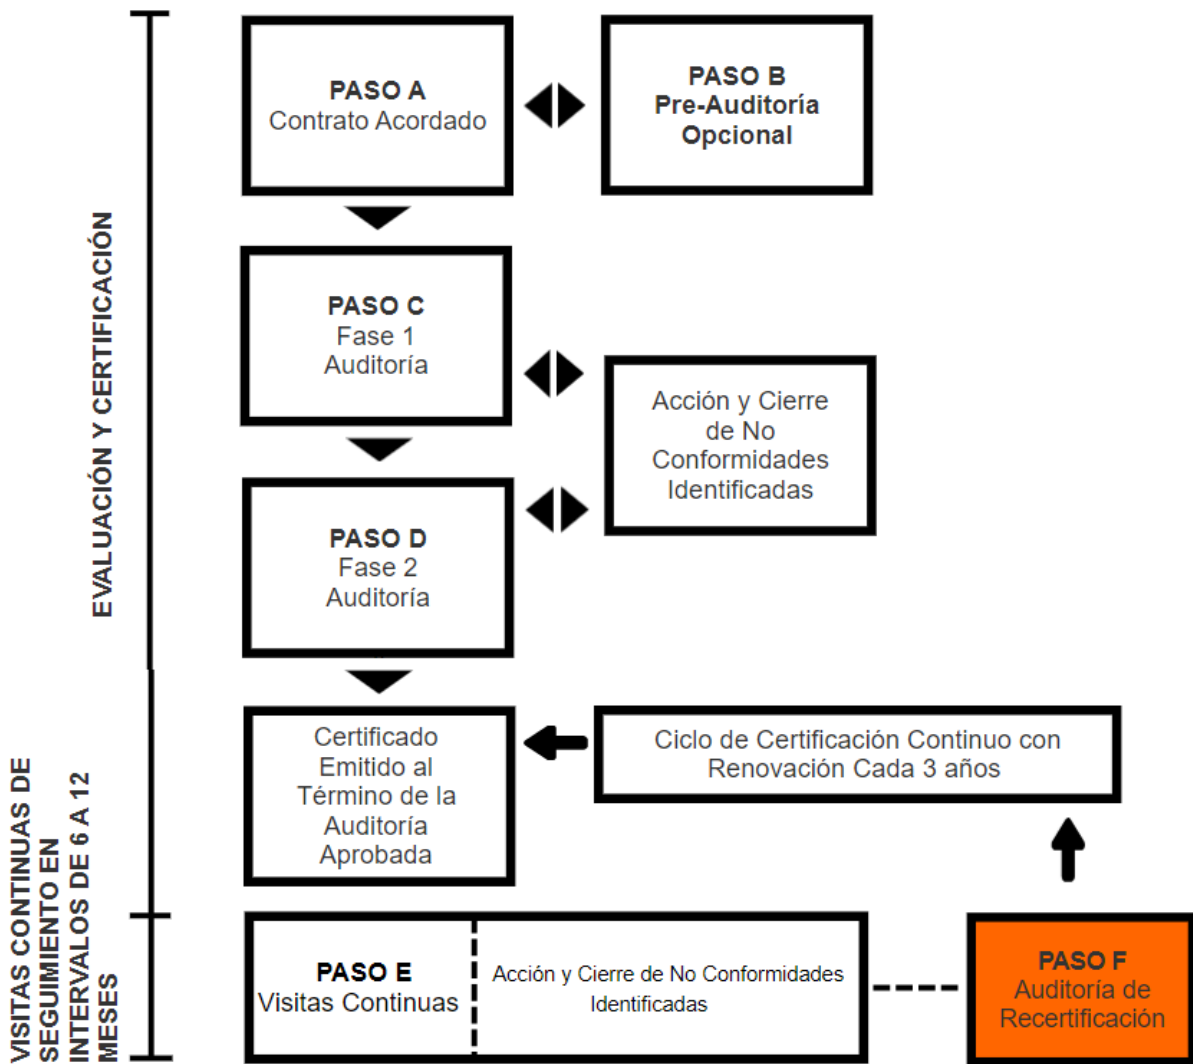 PASO A
Contrato Acordado
PASO B
Pre-Auditoría
Opcional
PASO C
Fase 1
Auditoría
Acción y Cierre
de No
Conformidades
Identificadas
PASO D
Fase 2
Auditoría
Certificado
Emitido al
Término de la
Auditoría
Aprobada
Ciclo de Certificación Continuo con
Renovación Cada 3 años
PASO E
Visitas Continuas
Acción y Cierre de No Conformidades
Identificadas
PASO F
Auditoría de
Recertificación
EVALUACIÓN Y CERTIFICACIÓN
VISITAS CONTINUAS DE
SEGUIMIENTO EN
INTERVALOS DE 6 A 12
MESES